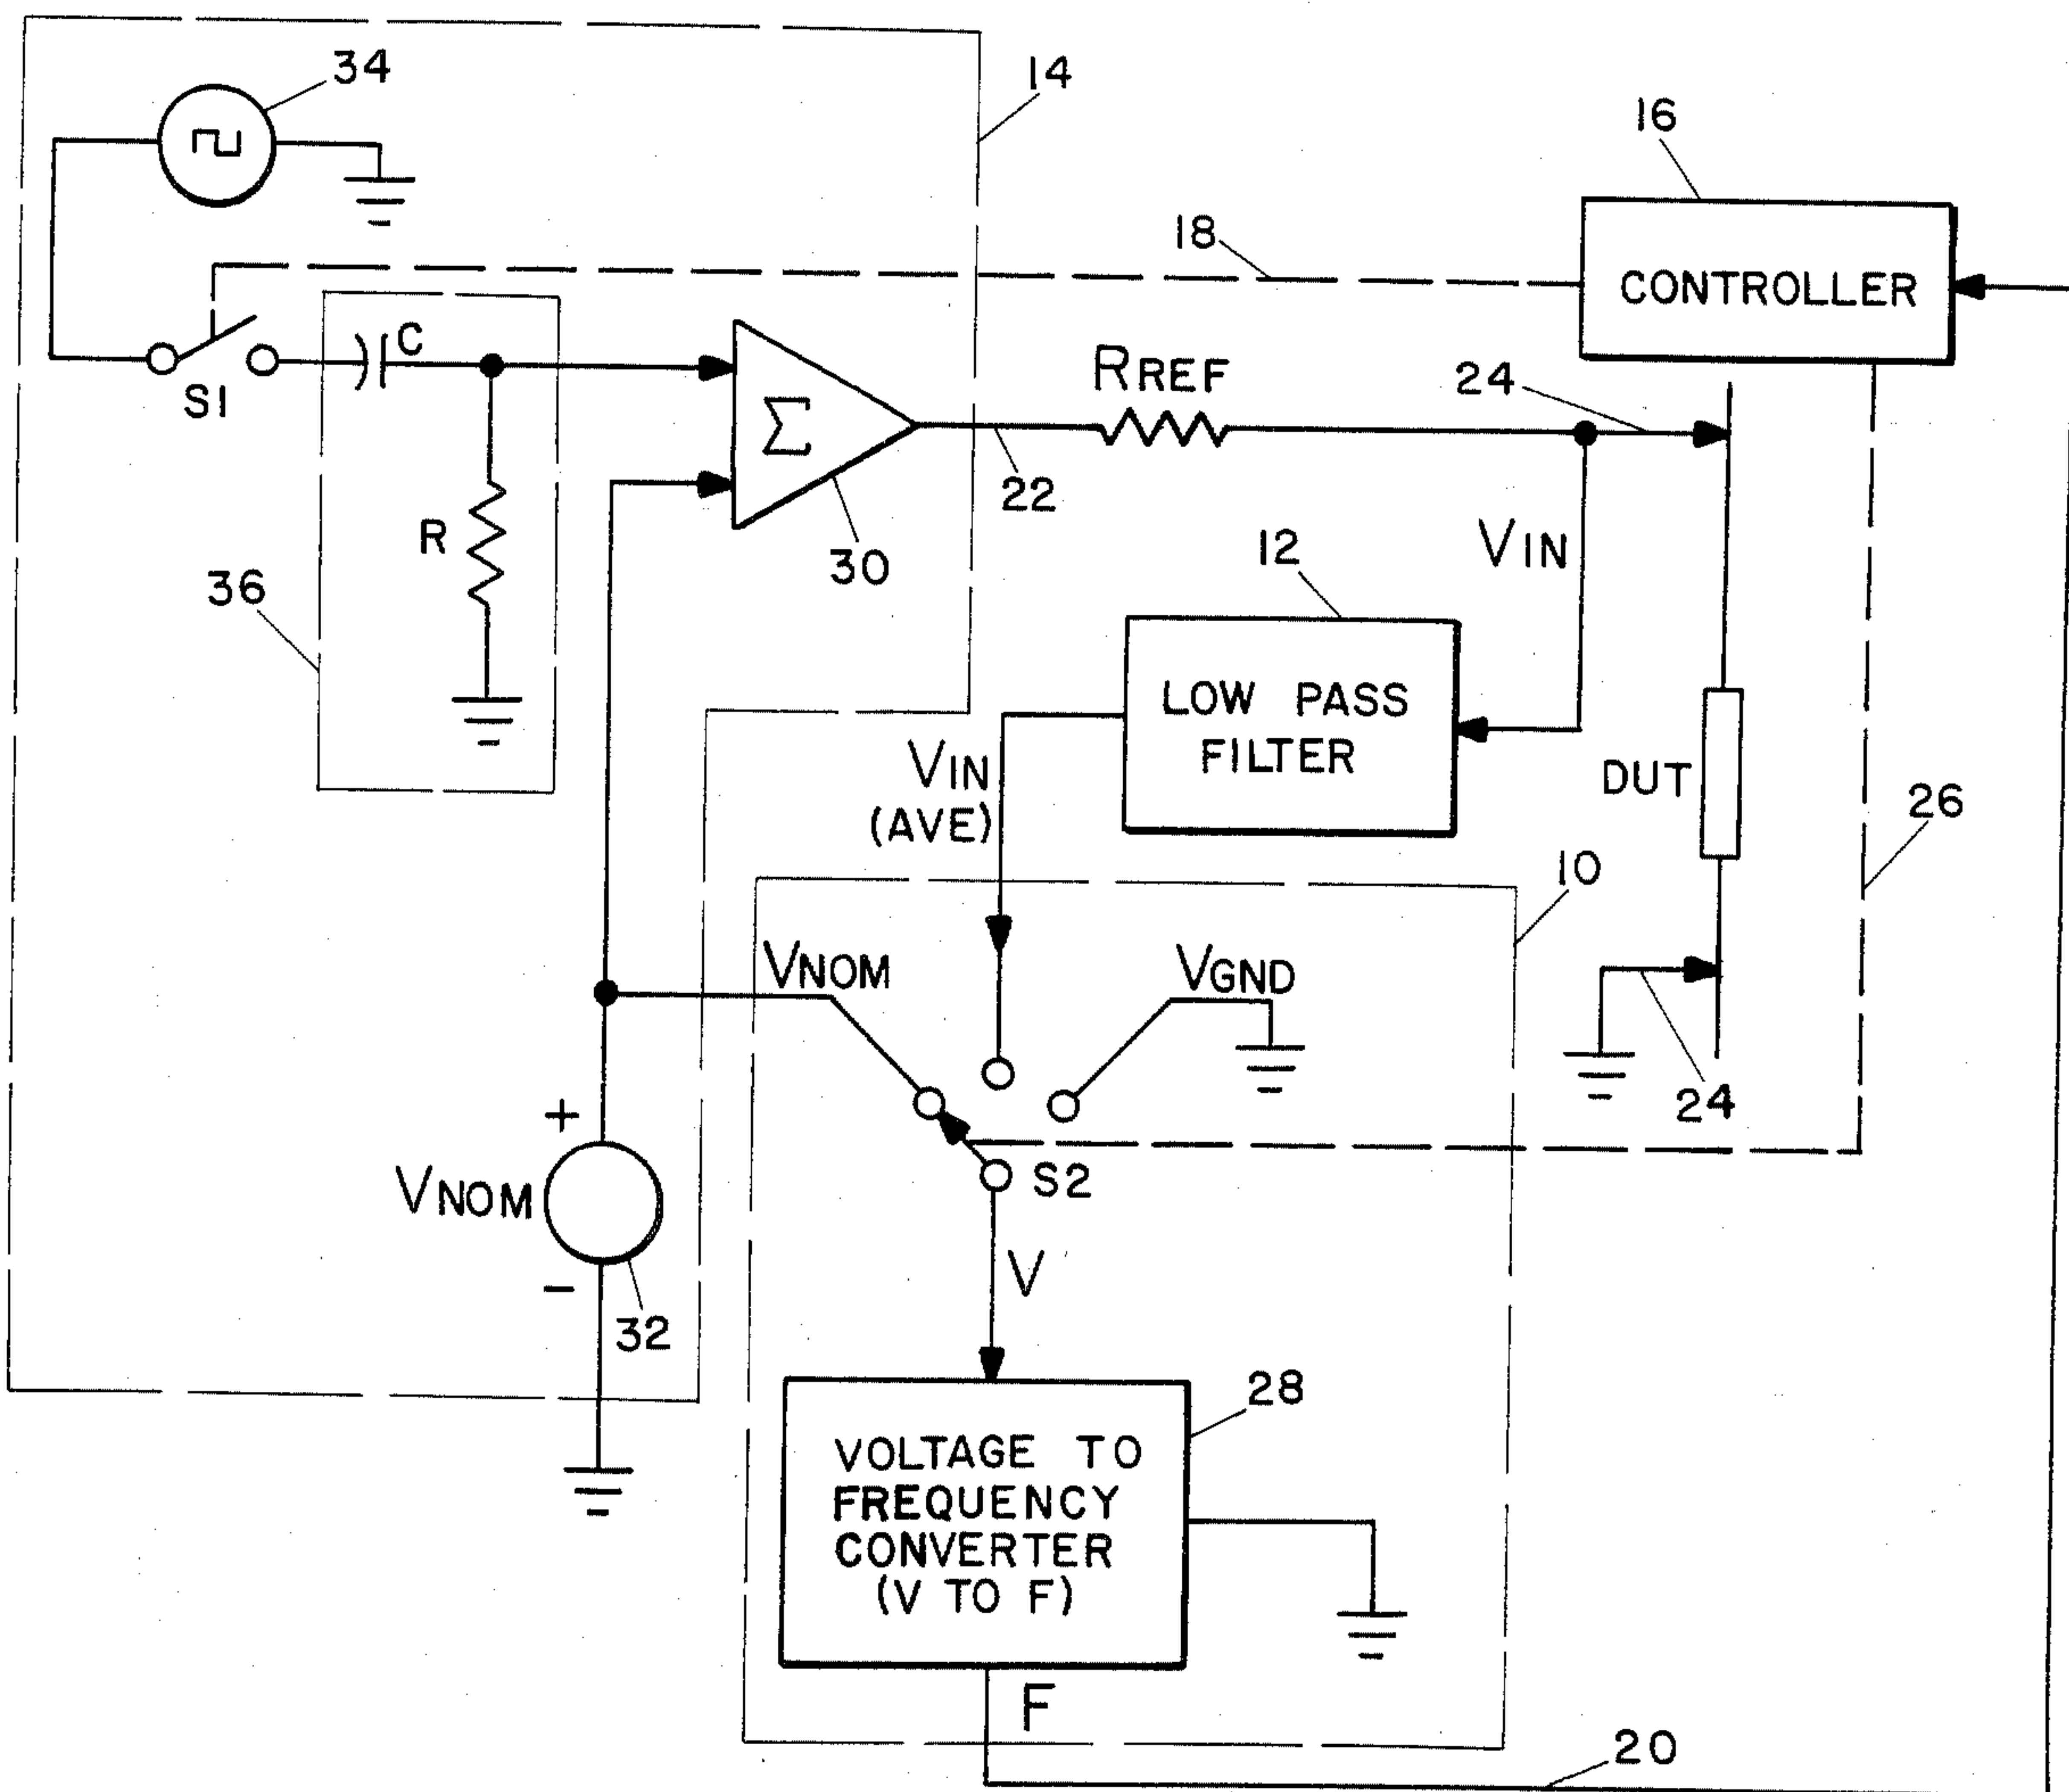 34
14
16
18
CONTROLLER
C
S1
RREF
24
Σ
22
R
30
12
VIN
36
LOW PASS
FILTER
VIN
(AVE)
DUT
26
10
VNOM
VGND
24
+
S2
VNOM
V
-
32
28
VOLTAGE TO
FREQUENCY
CONVERTER
(V TO F)
F
20